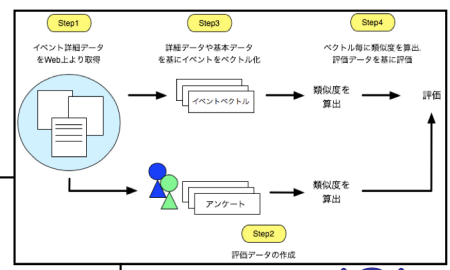 Step1
Step3
Step4
イベント詳細データ
をWeb上より取得
詳細データや基本データ
を基にイベントをベクトル化
ベクトル毎に類似度を算出.
評価データを基に評価
イベントベクトル
類似度を
算出
評価
アンケート
類似度を
算出
Step2
評価データの作成